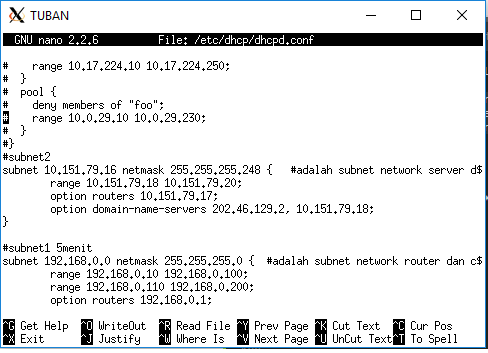 TUBAN
GNU nano 2.2.6 File: /etc/dhcp/dhcpd.conf
# range 10.17.224.10 10.17.224.250;
# }
# pool {
# deny members of "foo";
# range 10.0.29.10 10.0.29.230;
# }
#}
#subnet2
subnet 10.151.79.16 netmask 255.255.255.248 { #adalah subnet network server d$
range 10.151.79.18 10.151.79.20;
option routers 10.151.79.17;
option domain-name-servers 202.46.129.2, 10.151.79.18;
}
#subnet1 5menit
subnet 192.168.0.0 netmask 255.255.255.0 { #adalah subnet network router dan c$
range 192.168.0.10 192.168.0.100;
range 192.168.0.110 192.168.0.200;
option routers 192.168.0.1;
^G Get Help ^O WriteOut ^R Read File ^Y Prev Page ^K Cut Text ^C Cur Pos
^X Exit ^J Justify ^W Where Is ^V Next Page ^U UnCut Text ^T To Spell